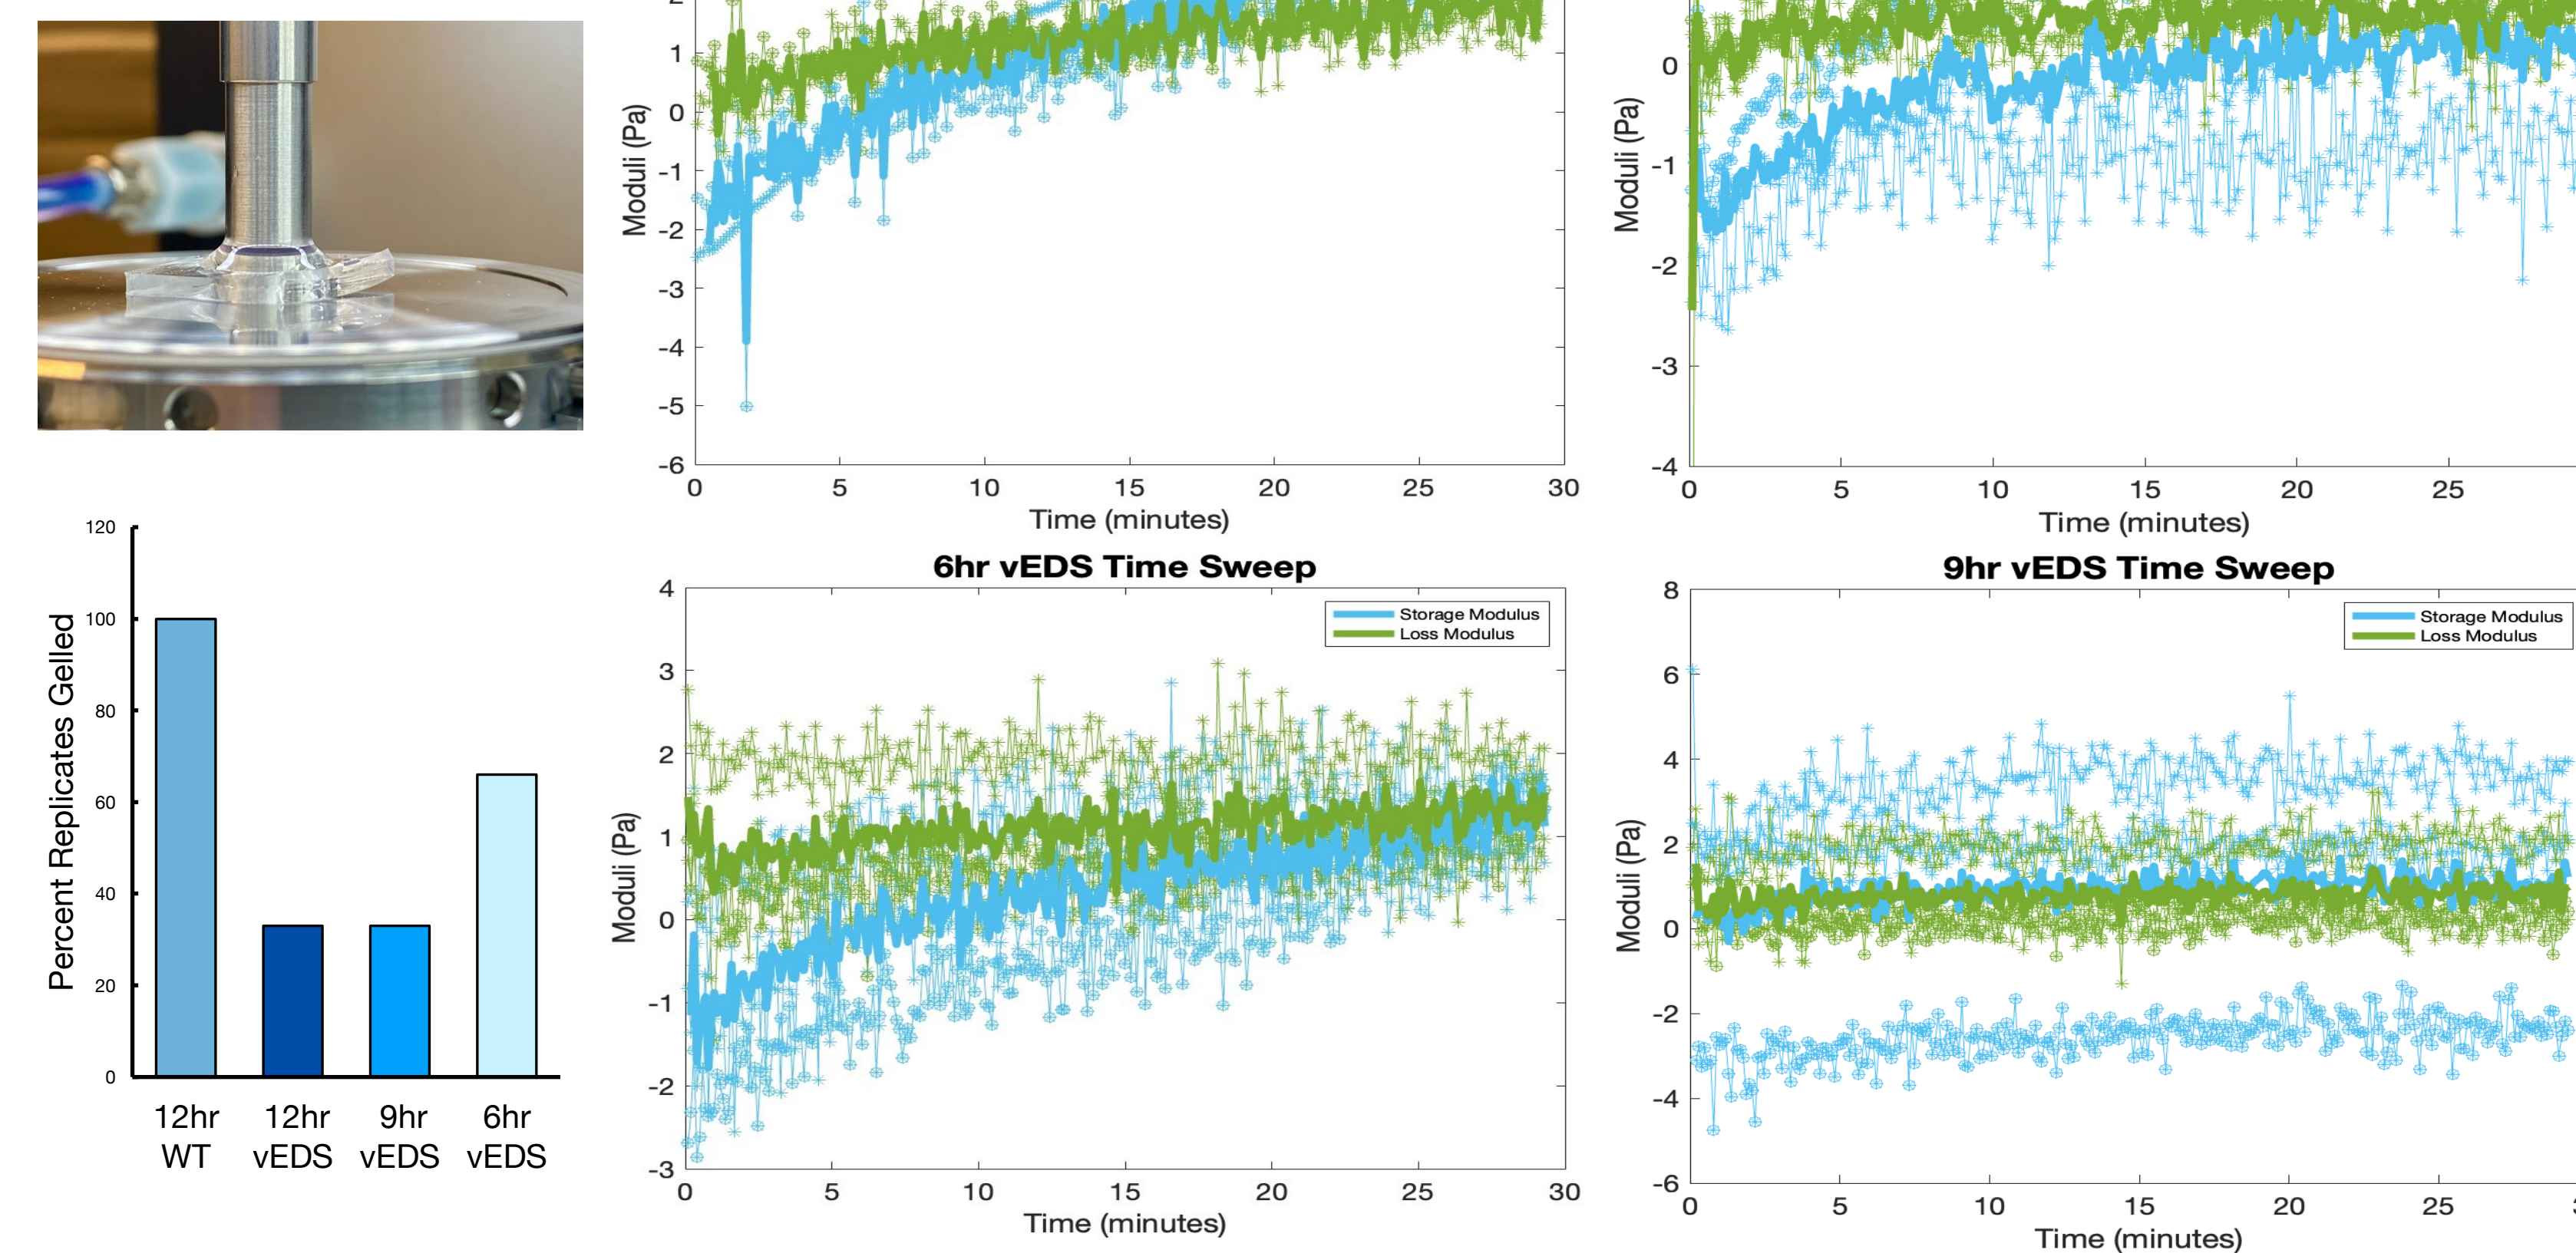 2
1
0
-1
-2
-3
-4
-5
-6
Moduli (Pa)
0 5 10 15 20 25 30
Time (minutes)
0
-1
-2
-3
-4
Moduli (Pa)
0 5 10 15 20 25
Time (minutes)
120
100
80
60
40
20
0
Percent Replicates Gelled
12hr 12hr 9hr 6hr
WT vEDS vEDS vEDS
6hr vEDS Time Sweep
Storage Modulus
Loss Modulus
4
3
2
1
0
-1
-2
-3
Moduli (Pa)
0 5 10 15 20 25 30
Time (minutes)
9hr vEDS Time Sweep
Storage Modulus
Loss Modulus
8
6
4
2
0
-2
-4
-6
Moduli (Pa)
0 5 10 15 20 25
Time (minutes)